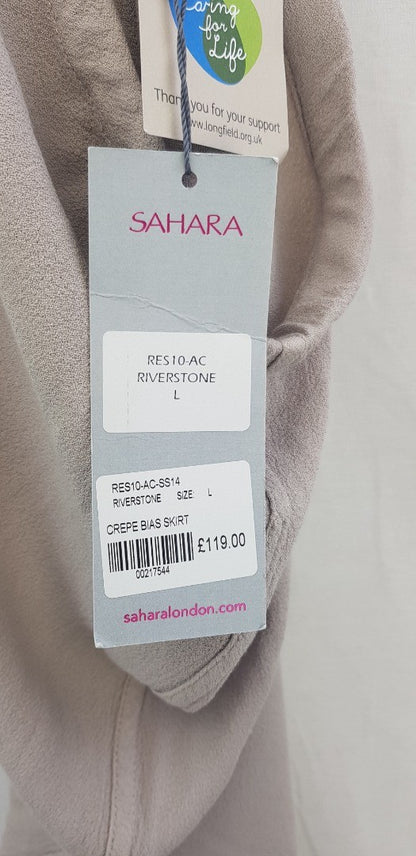 Caring
for
Life
Thank you for your support
www.longfield.org.uk
SAHARA
RES10-AC
RIVERSTONE
L
RES10-AC-SS14
RIVERSTONE SIZE: L
CREPE BIAS SKIRT
£119.00
00217544
saharalondon.com